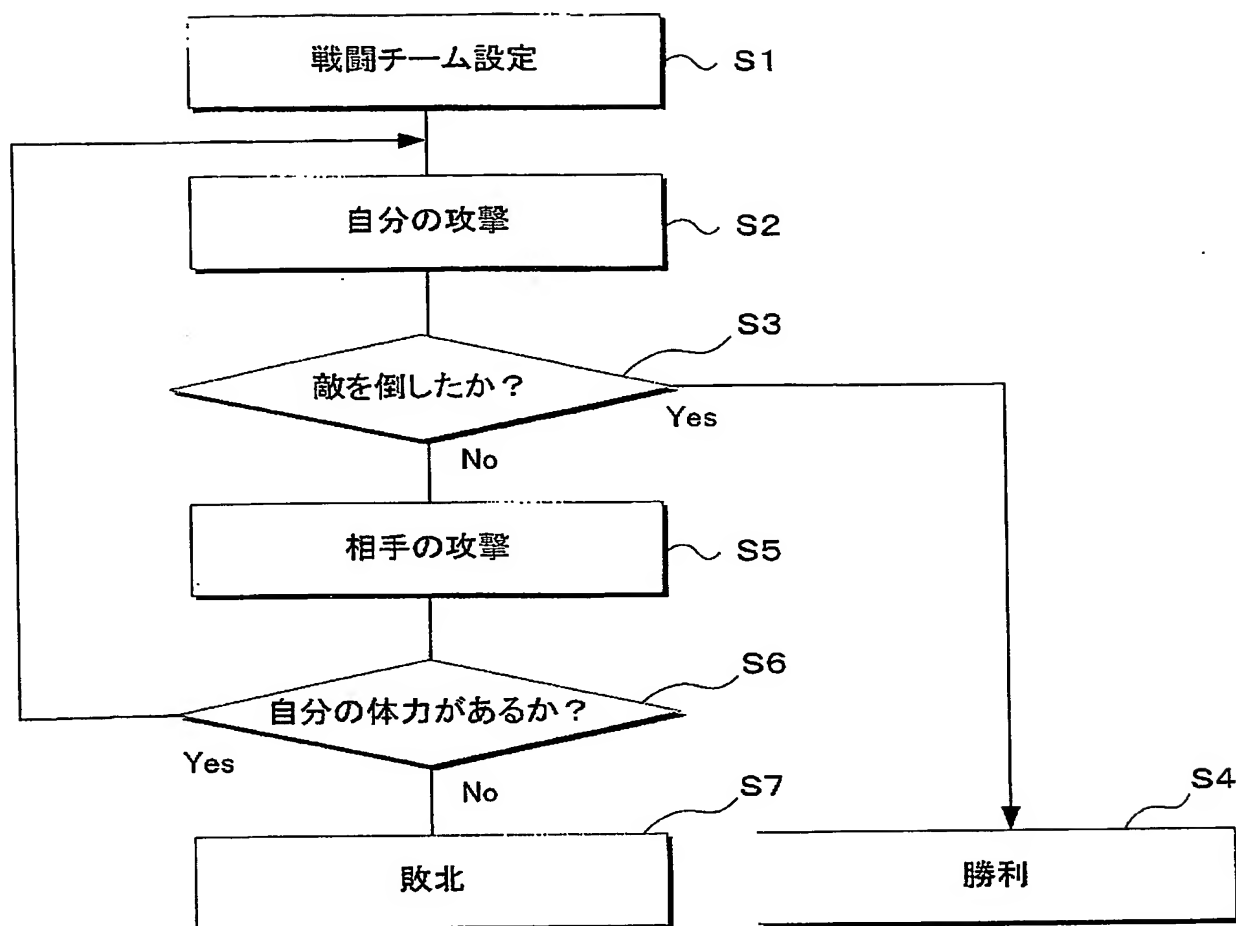 戦闘チーム設定
S1
自分の攻撃
S2
敵を倒したか？
S3
Yes
No
相手の攻撃
S5
自分の体力があるか？
S6
Yes
No
敗北
S7
勝利
S4